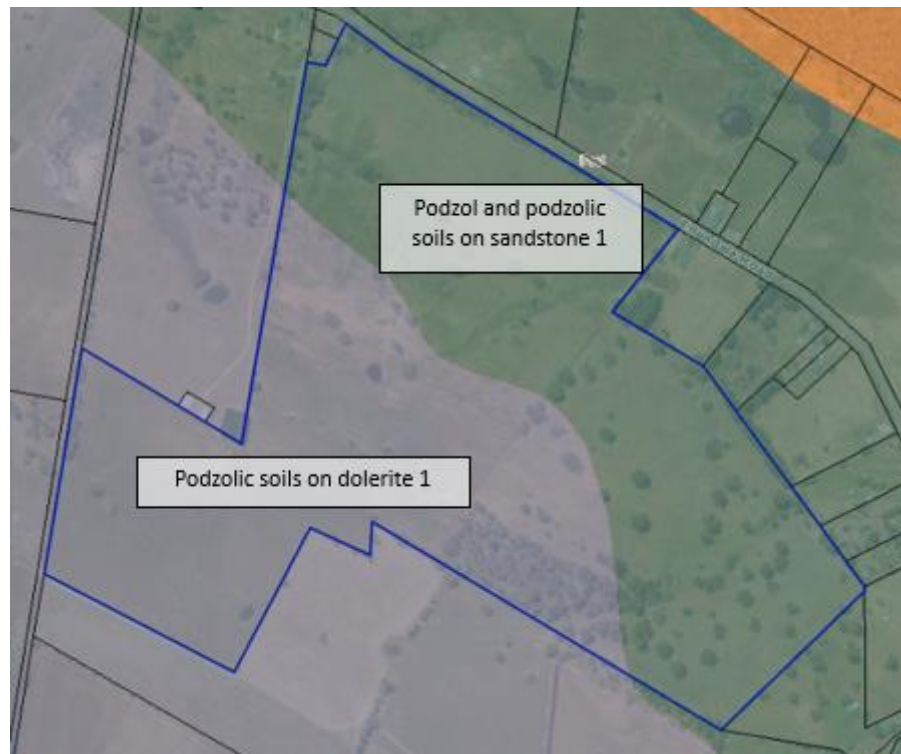 Podzol and podzolic
soils on sandstone 1
Podzolic soils on dolerite 1